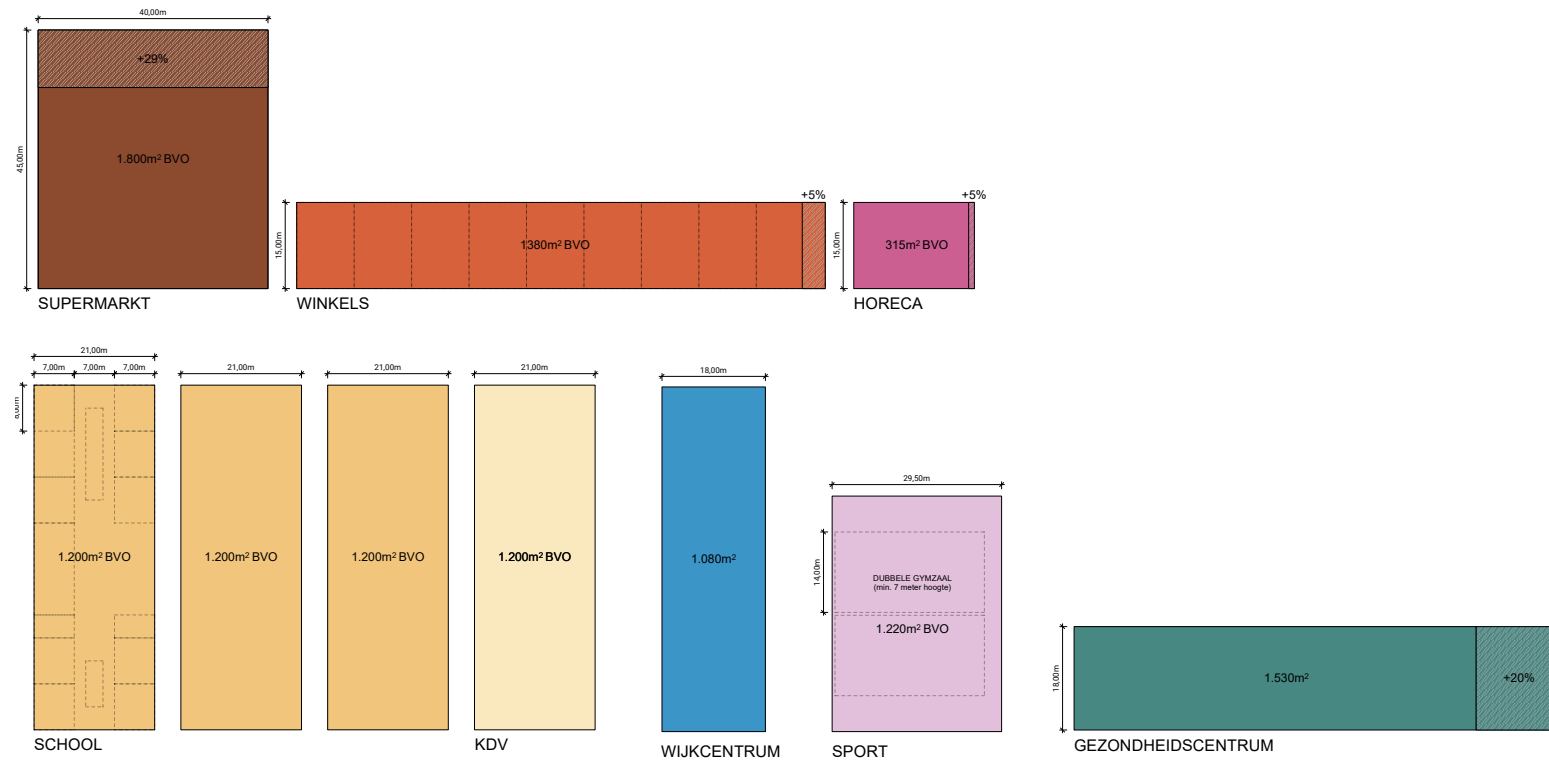 40,00m
+29%
45,00m
1.800m² BVO
SUPERMARKT
+5%
15,00m
1380m² BVO
WINKELS
+5%
15,00m
315m² BVO
HORECA
21,00m
7,00m 7,00m 7,00m
1.200m² BVO
SCHOOL
21,00m
1.200m² BVO
21,00m
1.200m² BVO
21,00m
1.200m² BVO
KDV
18,00m
1.080m²
WIJKCENTRUM
29,50m
14,00m
DUBBELE GYMZAAL
(min. 7 meter hoogte)
1.220m² BVO
SPORT
18,00m
1.530m²
+20%
GEZONDHEIDSCENTRUM